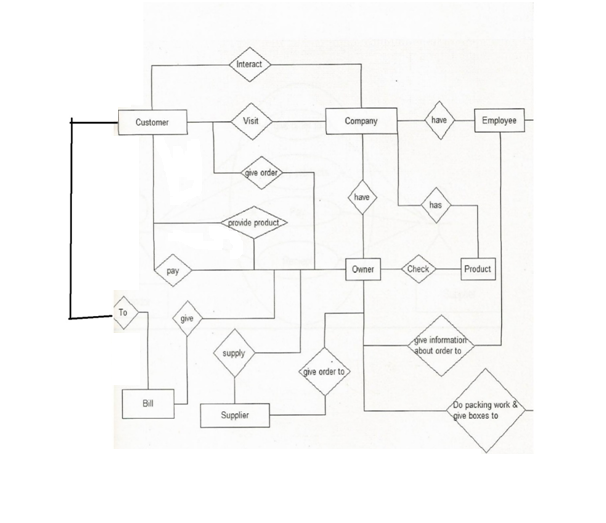 Interact
Customer
Visit
Company
have
Employee
give order
have
has
provide product
pay
Owner
Check
Product
To
give
supply
give information
about order to
give order to
Bill
Supplier
Do packing work &
give boxes to